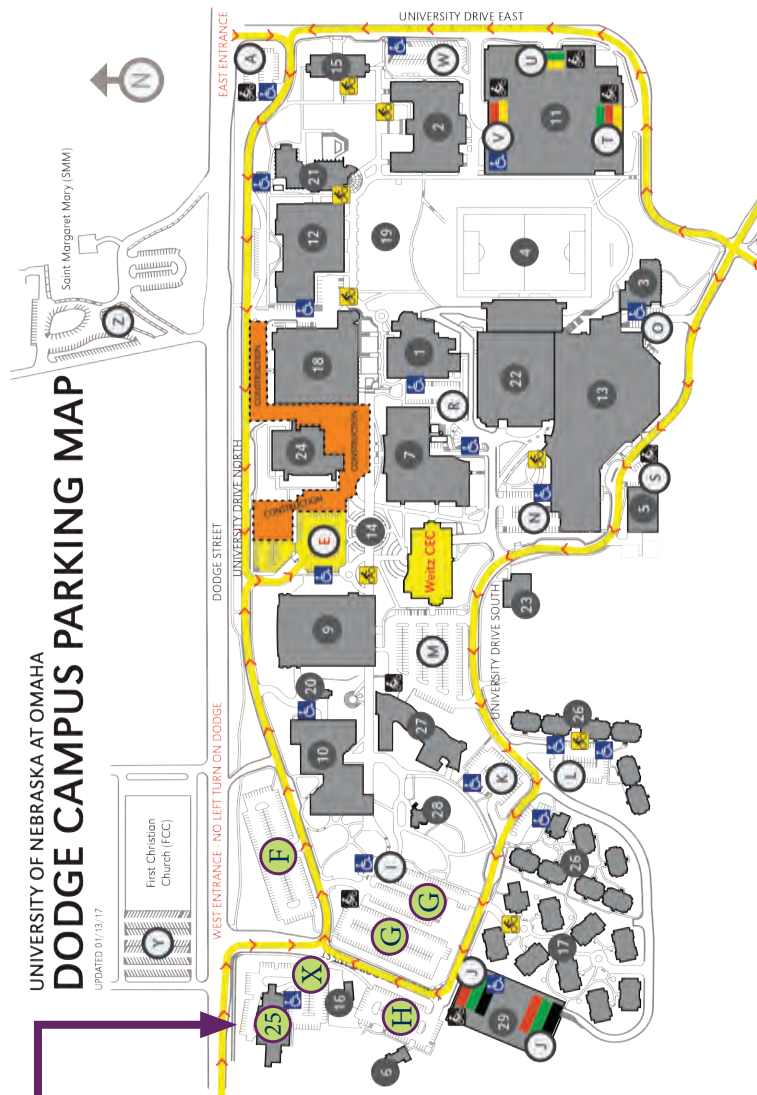 UNIVERSITY OF NEBRASKA AT OMAHA
DODGE CAMPUS PARKING MAP
UPDATED 01/13/17
Y
First Christian
Church (FCC)
Z
Saint Margaret Mary (SMM)
N
WEST ENTRANCE - NO LEFT TURN ON DODGE
DODGE STREET
EAST ENTRANCE
UNIVERSITY DRIVE NORTH
UNIVERSITY DRIVE EAST
25
X
F
A
CONSTRUCTION
CONSTRUCTION
CONSTRUCTION
16
H
6
G
G
I
10
20
9
E
24
18
12
21
15
14
28
27
M
Weitz CEC
7
1
R
19
2
W
K
UNIVERSITY DRIVE SOUTH
23
N
22
4
V
U
11
T
J
29
J
17
26
L
26
5
S
13
O
3